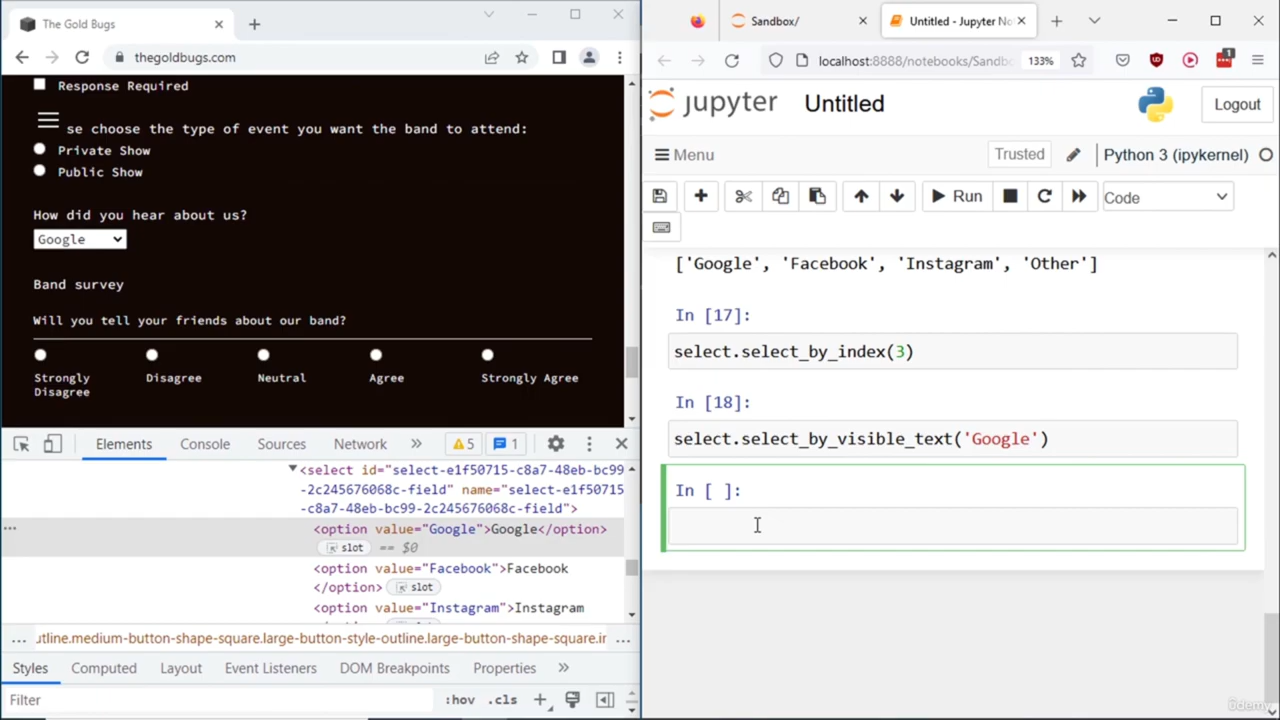 The Gold Bugs
thegoldbugs.com
Response Required
se choose the type of event you want the band to attend:
Private Show
Public Show
How did you hear about us?
Google
Band survey
Will you tell your friends about our band?
Strongly Disagree
Disagree
Neutral
Agree
Strongly Agree
Elements
Console
Sources
Network
5
1
<select id="select-e1f50715-c8a7-48eb-bc99
-2c245676068c-field" name="select-e1f50715
-c8a7-48eb-bc99-2c245676068c-field">
<option value="Google">Google</option>
slot == $0
<option value="Facebook">Facebook
</option> slot
<option value="Instagram">Instagram
... utline.medium-button-shape-square.large-button-style-outline.large-button-shape-square.ir ...
Styles
Computed
Layout
Event Listeners
DOM Breakpoints
Properties
Filter
:hov .cls
Sandbox/
Untitled - Jupyter No
localhost:8888/notebooks/Sandb
133%
1
jupyter
Untitled
Logout
Menu
Trusted
Python 3 (ipykernel)
Run
Code
['Google', 'Facebook', 'Instagram', 'Other']
In [17]:
select.select_by_index(3)
In [18]:
select.select_by_visible_text('Google')
In [ ]:
Udemy